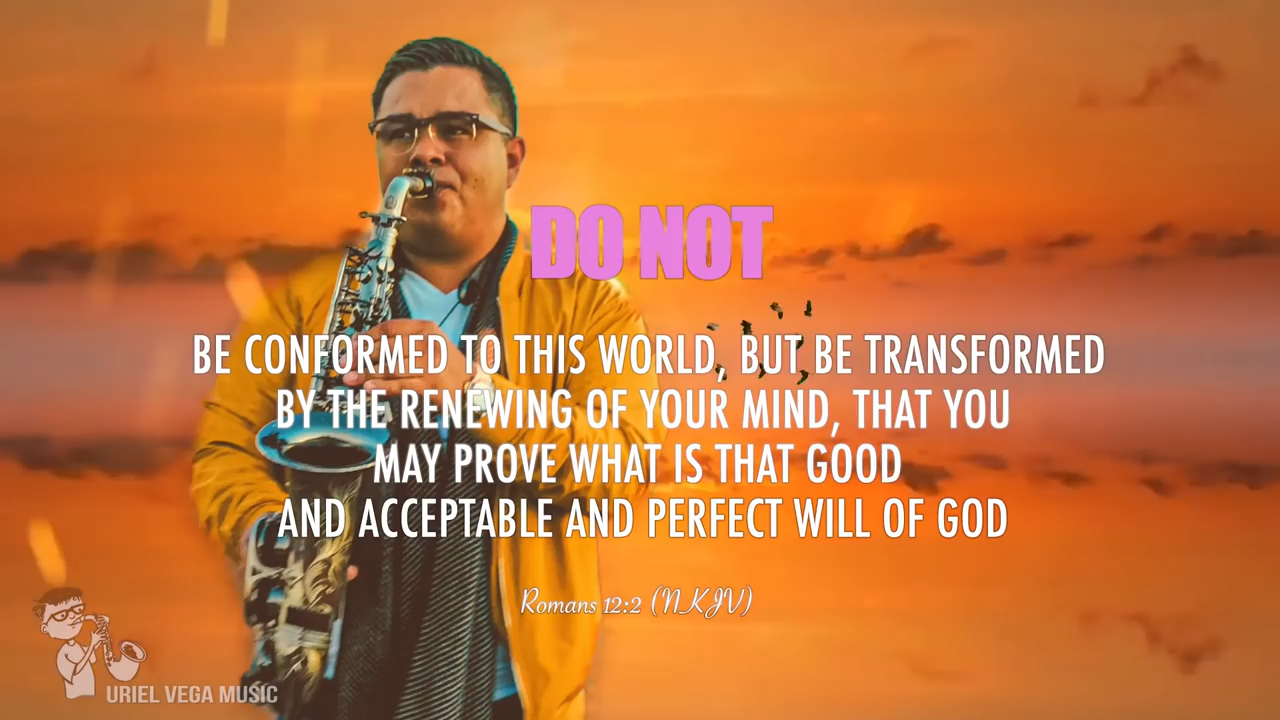 DO NOT
BE CONFORMED TO THIS WORLD, BUT BE TRANSFORMED
BY THE RENEWING OF YOUR MIND, THAT YOU
MAY PROVE WHAT IS THAT GOOD
AND ACCEPTABLE AND PERFECT WILL OF GOD
Romans 12:2 (NKJV)
URIEL VEGA MUSIC